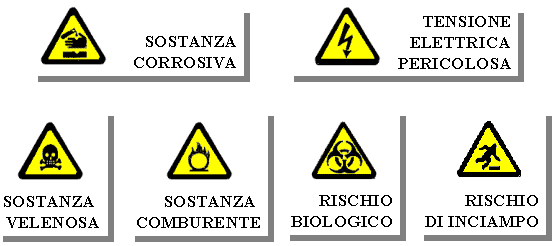 SOSTANZA
CORROSIVA
TENSIONE
ELETTRICA
PERICOLOSA
SOSTANZA
VELENOSA
SOSTANZA
COMBURENTE
RISCHIO
BIOLOGICO
RISCHIO
DI INCIAMPO